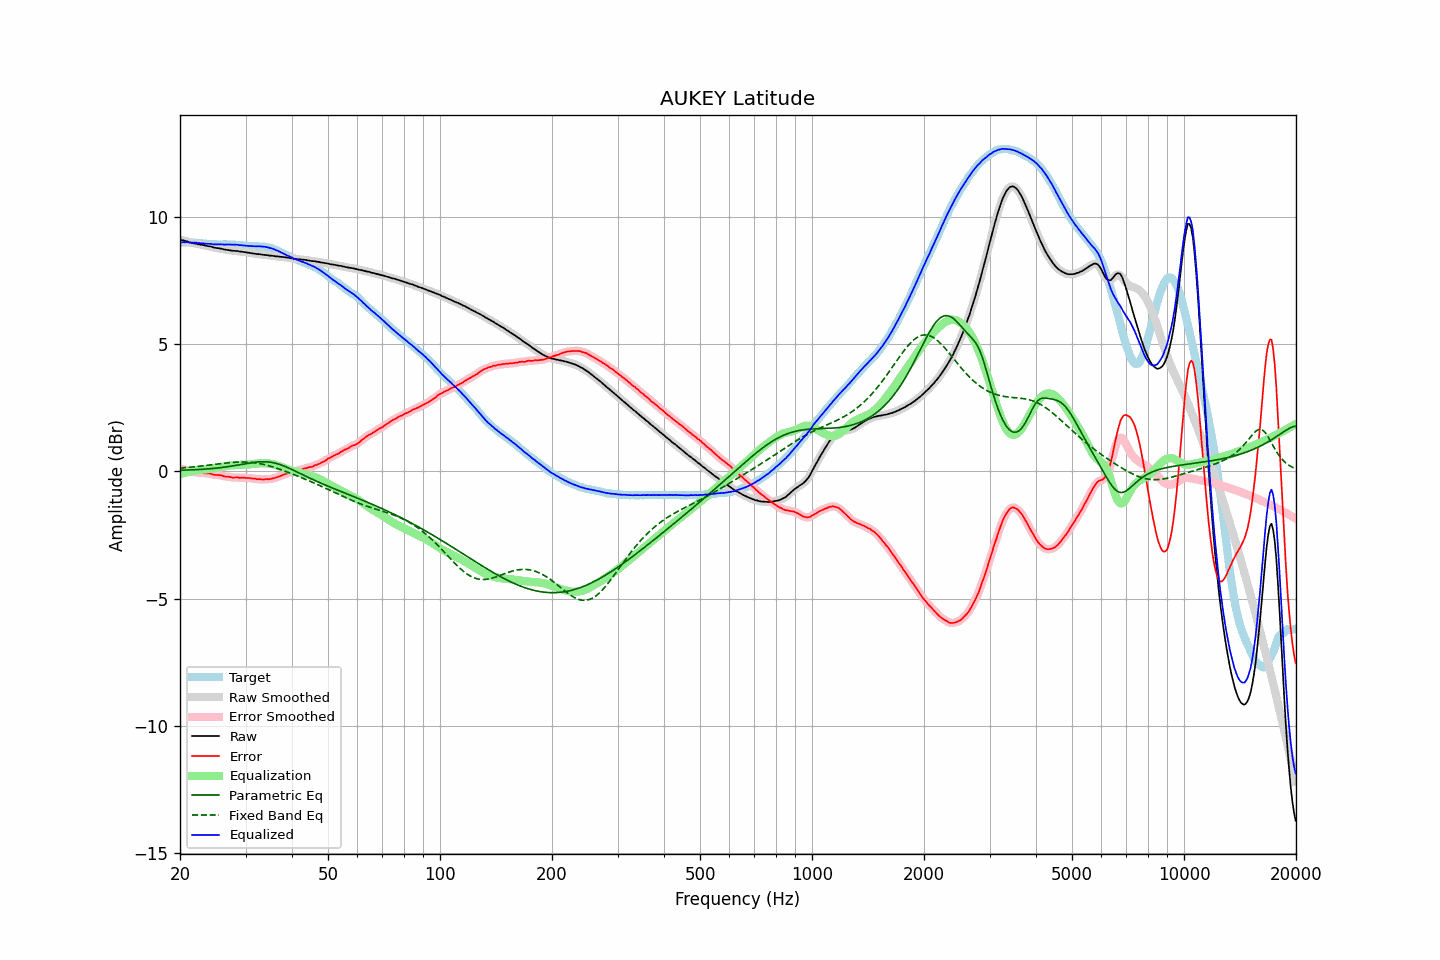 AUKEY Latitude
Amplitude (dBr)
10
5
0
−5
−10
−15
Target
Raw Smoothed
Error Smoothed
Raw
Error
Equalization
Parametric Eq
Fixed Band Eq
Equalized
20 50 100 200 500 1000 2000 5000 10000 20000
Frequency (Hz)